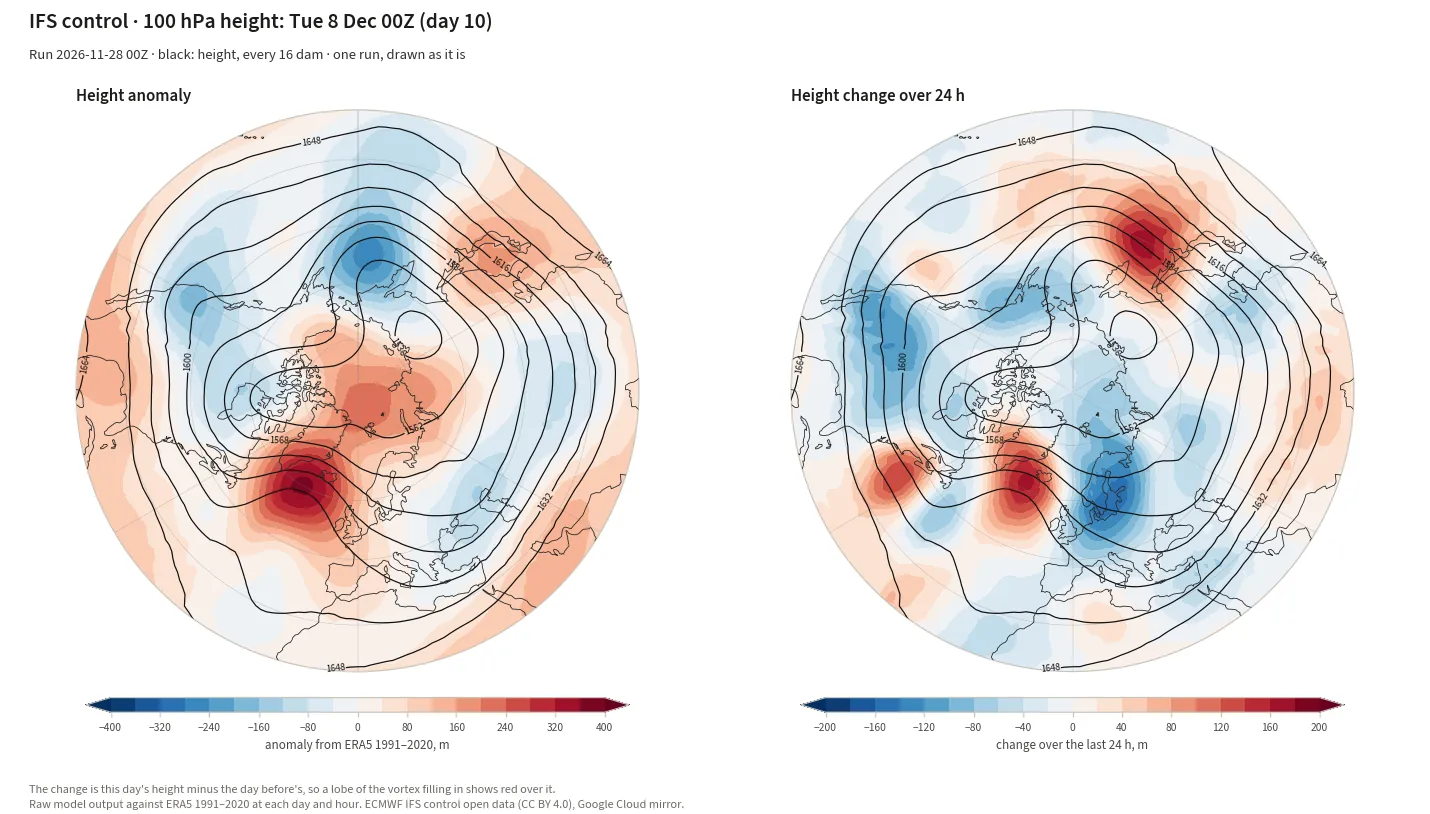 IFS control · 100 hPa height: Tue 8 Dec 00Z (day 10)
Run 2026-11-28 00Z · black: height, every 16 dam · one run, drawn as it is
Height anomaly
Height change over 24 h
1648
1664
1616
1584
1600
1664
1568
1632
1648
1648
1664
1616
1584
1600
1664
1568
1632
1648
−400 −320 −240 −160 −80 0 80 160 240 320 400
anomaly from ERA5 1991–2020, m
−200 −160 −120 −80 −40 0 40 80 120 160 200
change over the last 24 h, m
The change is this day's height minus the day before's, so a lobe of the vortex filling in shows red over it.
Raw model output against ERA5 1991–2020 at each day and hour. ECMWF IFS control open data (CC BY 4.0), Google Cloud mirror.